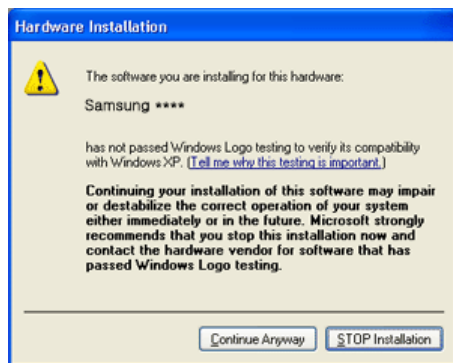 Hardware Installation
The software you are installing for this hardware:
Samsung ****
has not passed Windows Logo testing to verify its compatibility
with Windows XP. (Tell me why this testing is important.)
Continuing your installation of this software may impair
or destabilize the correct operation of your system
either immediately or in the future. Microsoft strongly
recommends that you stop this installation now and
contact the hardware vendor for software that has
passed Windows Logo testing.
Continue Anyway
STOP Installation